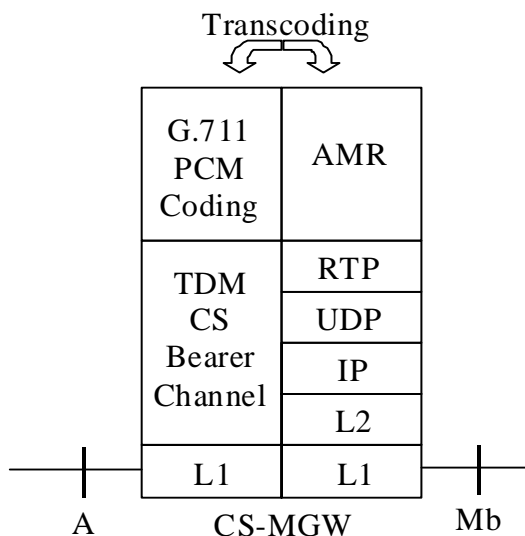 Transcoding
G.711
PCM
Coding
AMR
TDM
CS
Bearer
Channel
RTP
UDP
IP
L2
L1
L1
A
CS-MGW
Mb